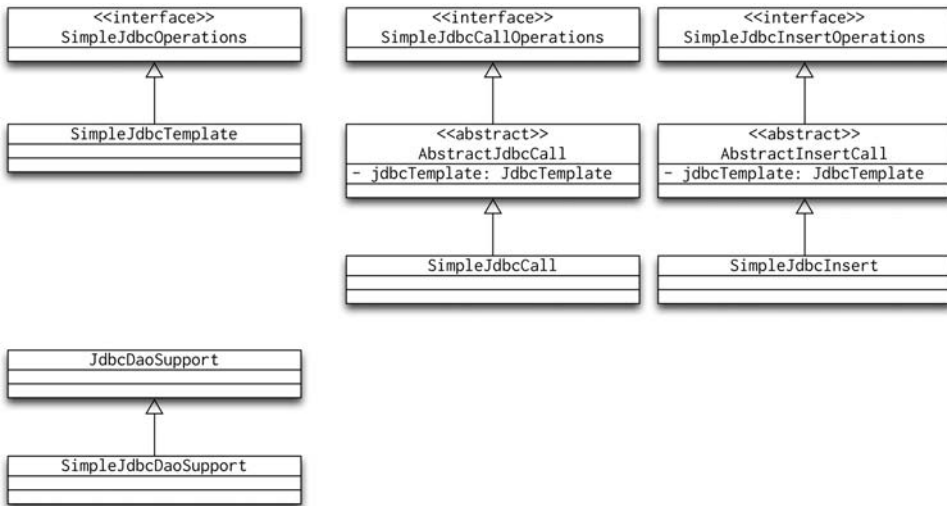 <<interface>>
SimpleJdbcOperations
SimpleJdbcTemplate
<<interface>>
SimpleJdbcCallOperations
<<abstract>>
AbstractJdbcCall
- jdbcTemplate: JdbcTemplate
SimpleJdbcCall
<<interface>>
SimpleJdbcInsertOperations
<<abstract>>
AbstractInsertCall
- jdbcTemplate: JdbcTemplate
SimpleJdbcInsert
JdbcDaoSupport
SimpleJdbcDaoSupport